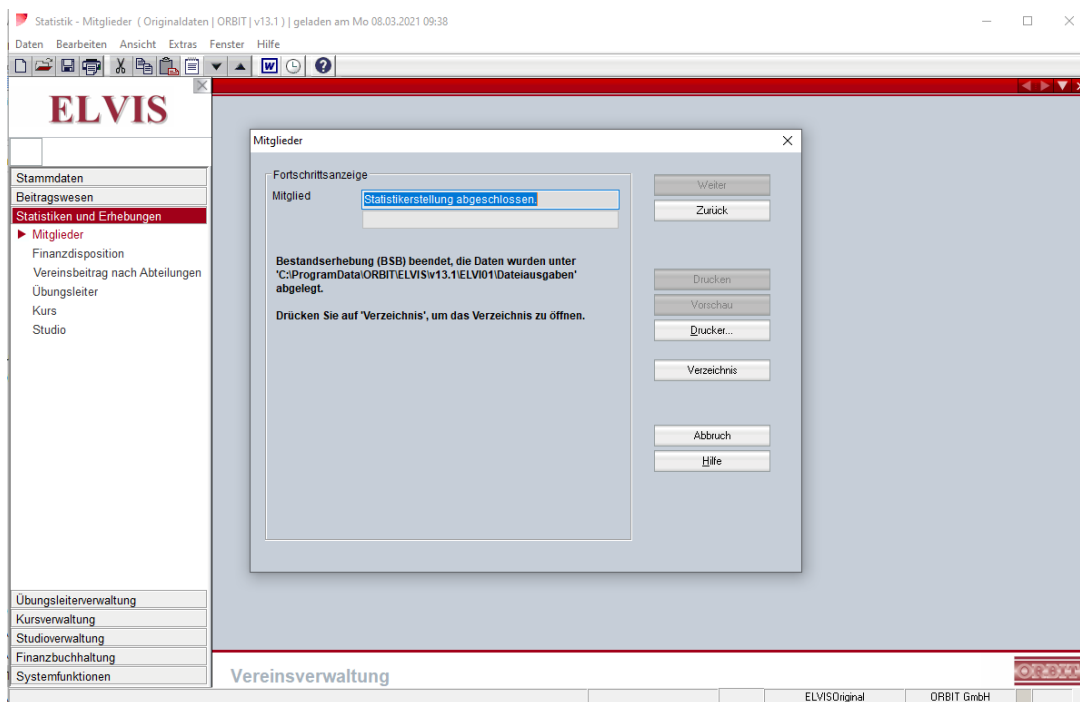 Statistik - Mitglieder ( Originaldaten | ORBIT | v13.1 ) | geladen am Mo 08.03.2021 09:38
Daten Bearbeiten Ansicht Extras Fenster Hilfe
ELVIS
Stammdaten
Beitragswesen
Statistiken und Erhebungen
Mitglieder
Finanzdisposition
Vereinsbeitrag nach Abteilungen
Übungsleiter
Kurs
Studio
Übungsleiterverwaltung
Kursverwaltung
Studioverwaltung
Finanzbuchhaltung
Systemfunktionen
Mitglieder
Fortschrittsanzeige
Mitglied
Statistikerstellung abgeschlossen.
Bestandserhebung (BSB) beendet, die Daten wurden unter
'C:\ProgramData\ORBIT\ELVIS\v13.1\ELVI01\Dateiausgaben'
abgelegt.
Drücken Sie auf 'Verzeichnis', um das Verzeichnis zu öffnen.
Weiter
Zurück
Drucken
Vorschau
Drucker...
Verzeichnis
Abbruch
Hilfe
Vereinsverwaltung
ORBIT
ELVISOriginal ORBIT GmbH